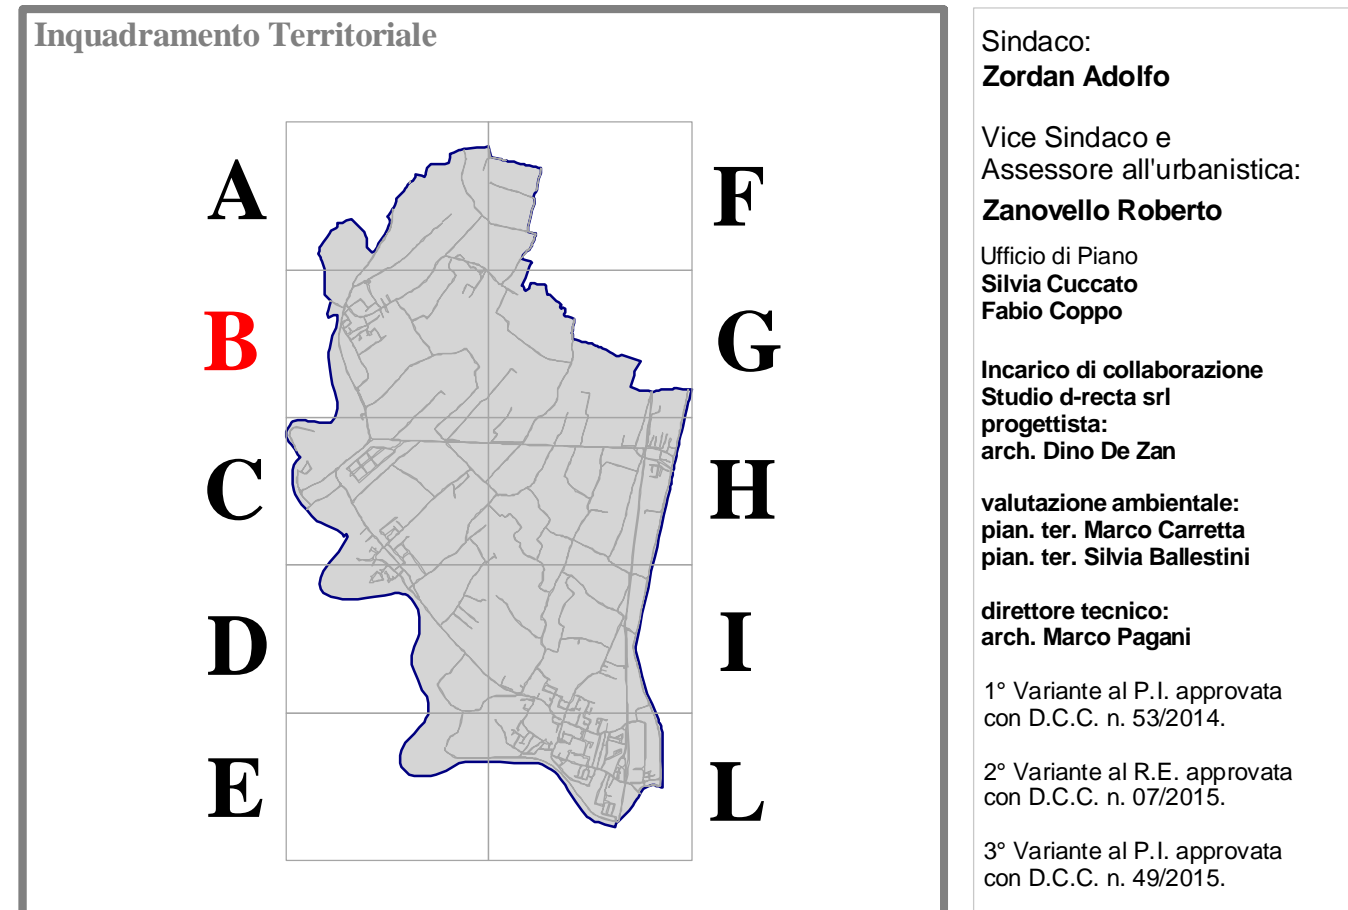 Inquadramento Territoriale
A
F
B
G
C
H
D
I
E
L
Sindaco:
Zordan Adolfo
Vice Sindaco e
Assessore all'urbanistica:
Zanovello Roberto
Ufficio di Piano
Silvia Cuccato
Fabio Coppo
Incarico di collaborazione
Studio d-recta srl
progettista:
arch. Dino De Zan
valutazione ambientale:
pian. ter. Marco Carretta
pian. ter. Silvia Ballestini
direttore tecnico:
arch. Marco Pagani
1° Variante al P.I. approvata
con D.C.C. n. 53/2014.
2° Variante al R.E. approvata
con D.C.C. n. 07/2015.
3° Variante al P.I. approvata
con D.C.C. n. 49/2015.